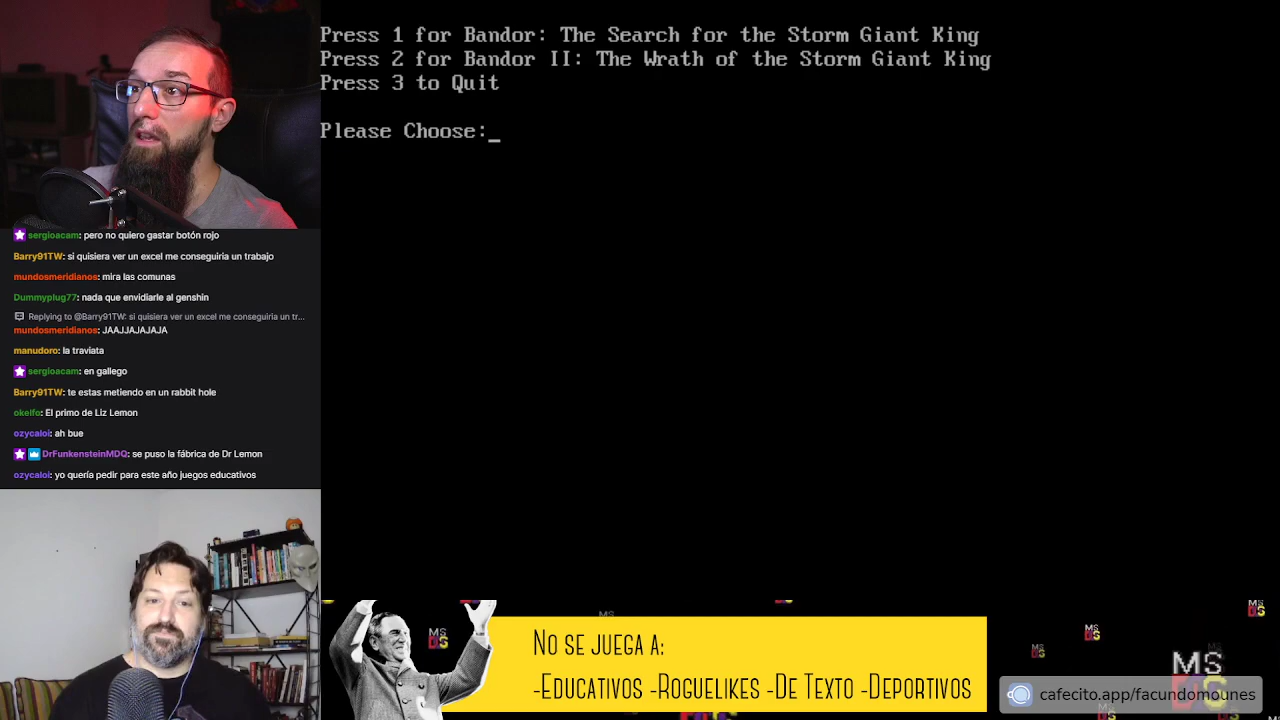 Press 1 for Bandor: The Search for the Storm Giant King
Press 2 for Bandor II: The Wrath of the Storm Giant King
Press 3 to Quit
Please Choose:_
sergioacam: pero no quiero gastar botón rojo
Barry91TW: si quisiera ver un excel me conseguiria un trabajo
mundosmeridianos: mira las comunas
Dummyplug77: nada que envidiarle al genshin
Replying to @Barry91TW: si quisiera ver un excel me conseguiria un tr...
mundosmeridianos: JAAJJAJAJAJA
manudoro: la traviata
sergioacam: en gallego
Barry91TW: te estas metiendo en un rabbit hole
okelfo: El primo de Liz Lemon
ozycaloi: ah bue
DrFunkensteinMDQ: se puso la fábrica de Dr Lemon
ozycaloi: yo quería pedir para este año juegos educativos
No se juega a:
-Educativos -Roguelikes -De Texto -Deportivos
MS
DS
cafecito.app/facundomounes